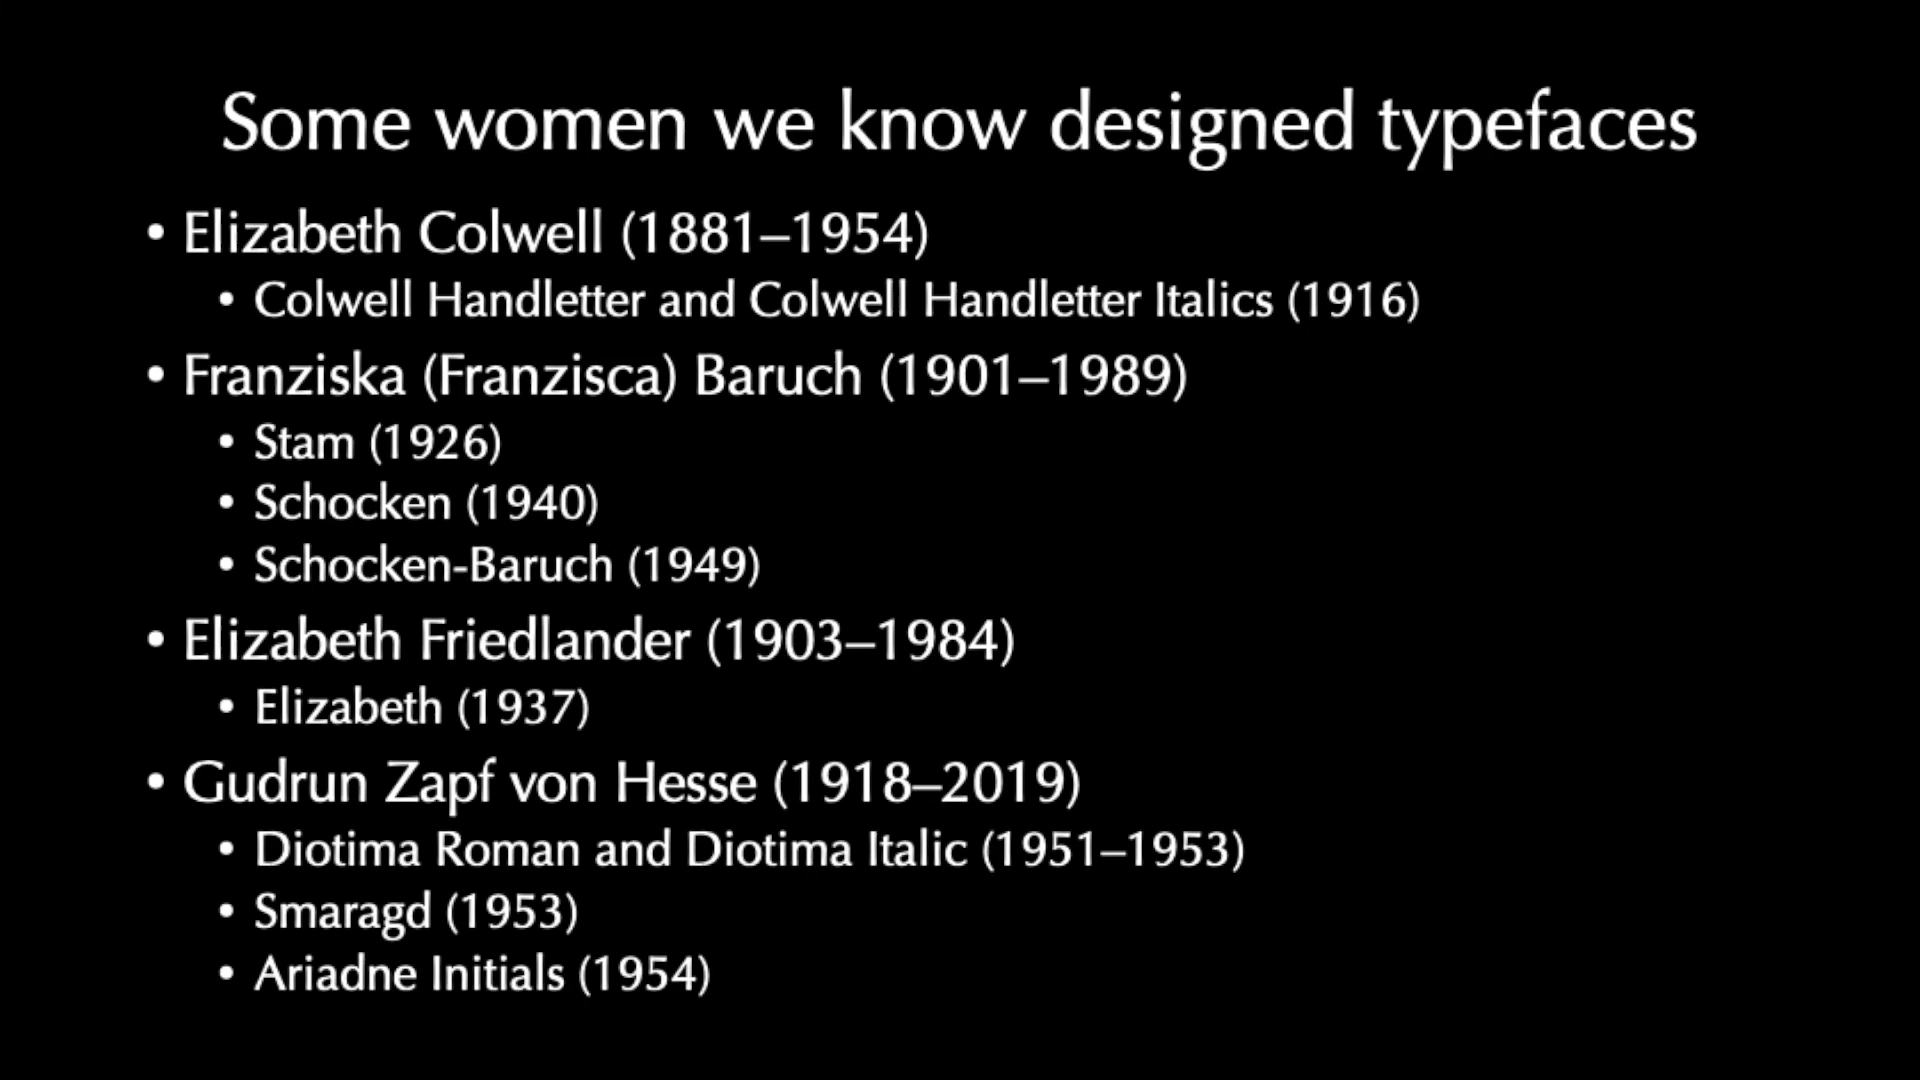 Some women we know designed typefaces
• Elizabeth Colwell (1881–1954)
• Colwell Handletter and Colwell Handletter Italics (1916)
• Franziska (Franzisca) Baruch (1901–1989)
• Stam (1926)
• Schocken (1940)
• Schocken-Baruch (1949)
• Elizabeth Friedlander (1903–1984)
• Elizabeth (1937)
• Gudrun Zapf von Hesse (1918–2019)
• Diotima Roman and Diotima Italic (1951–1953)
• Smaragd (1953)
• Ariadne Initials (1954)